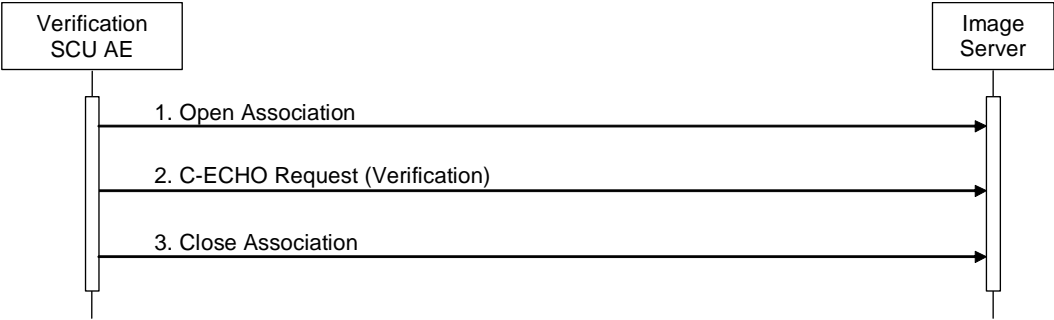 Verification
SCU AE
Image
Server
1. Open Association
2. C-ECHO Request (Verification)
3. Close Association